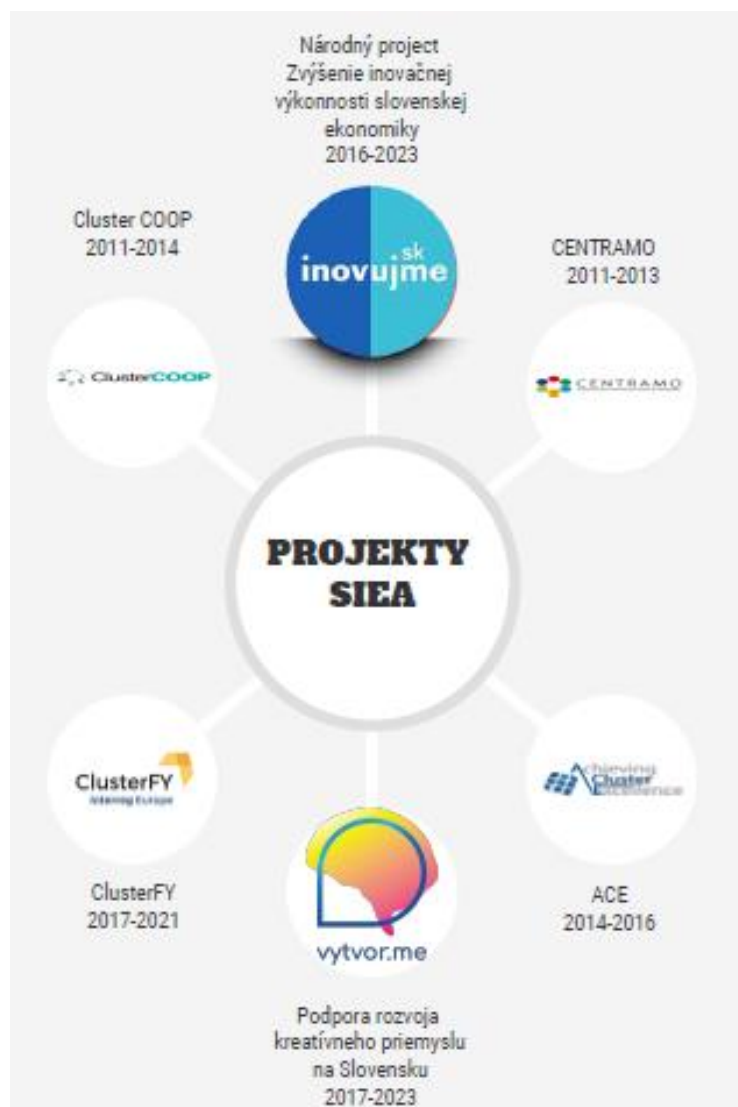 Národný project
Zvýšenie inovačnej
výkonnosti slovenskej
ekonomiky
2016-2023
Cluster COOP
2011-2014
sk
inovujme
CENTRAMO
2011-2013
ClusterCOOP
CENTRAMO
PROJEKTY
SIEA
ClusterFY
Interreg Europe
Achieving
Cluster
Excellence
ClusterFY
2017-2021
vytvor.me
ACE
2014-2016
Podpora rozvoja
kreatívneho priemyslu
na Slovensku
2017-2023